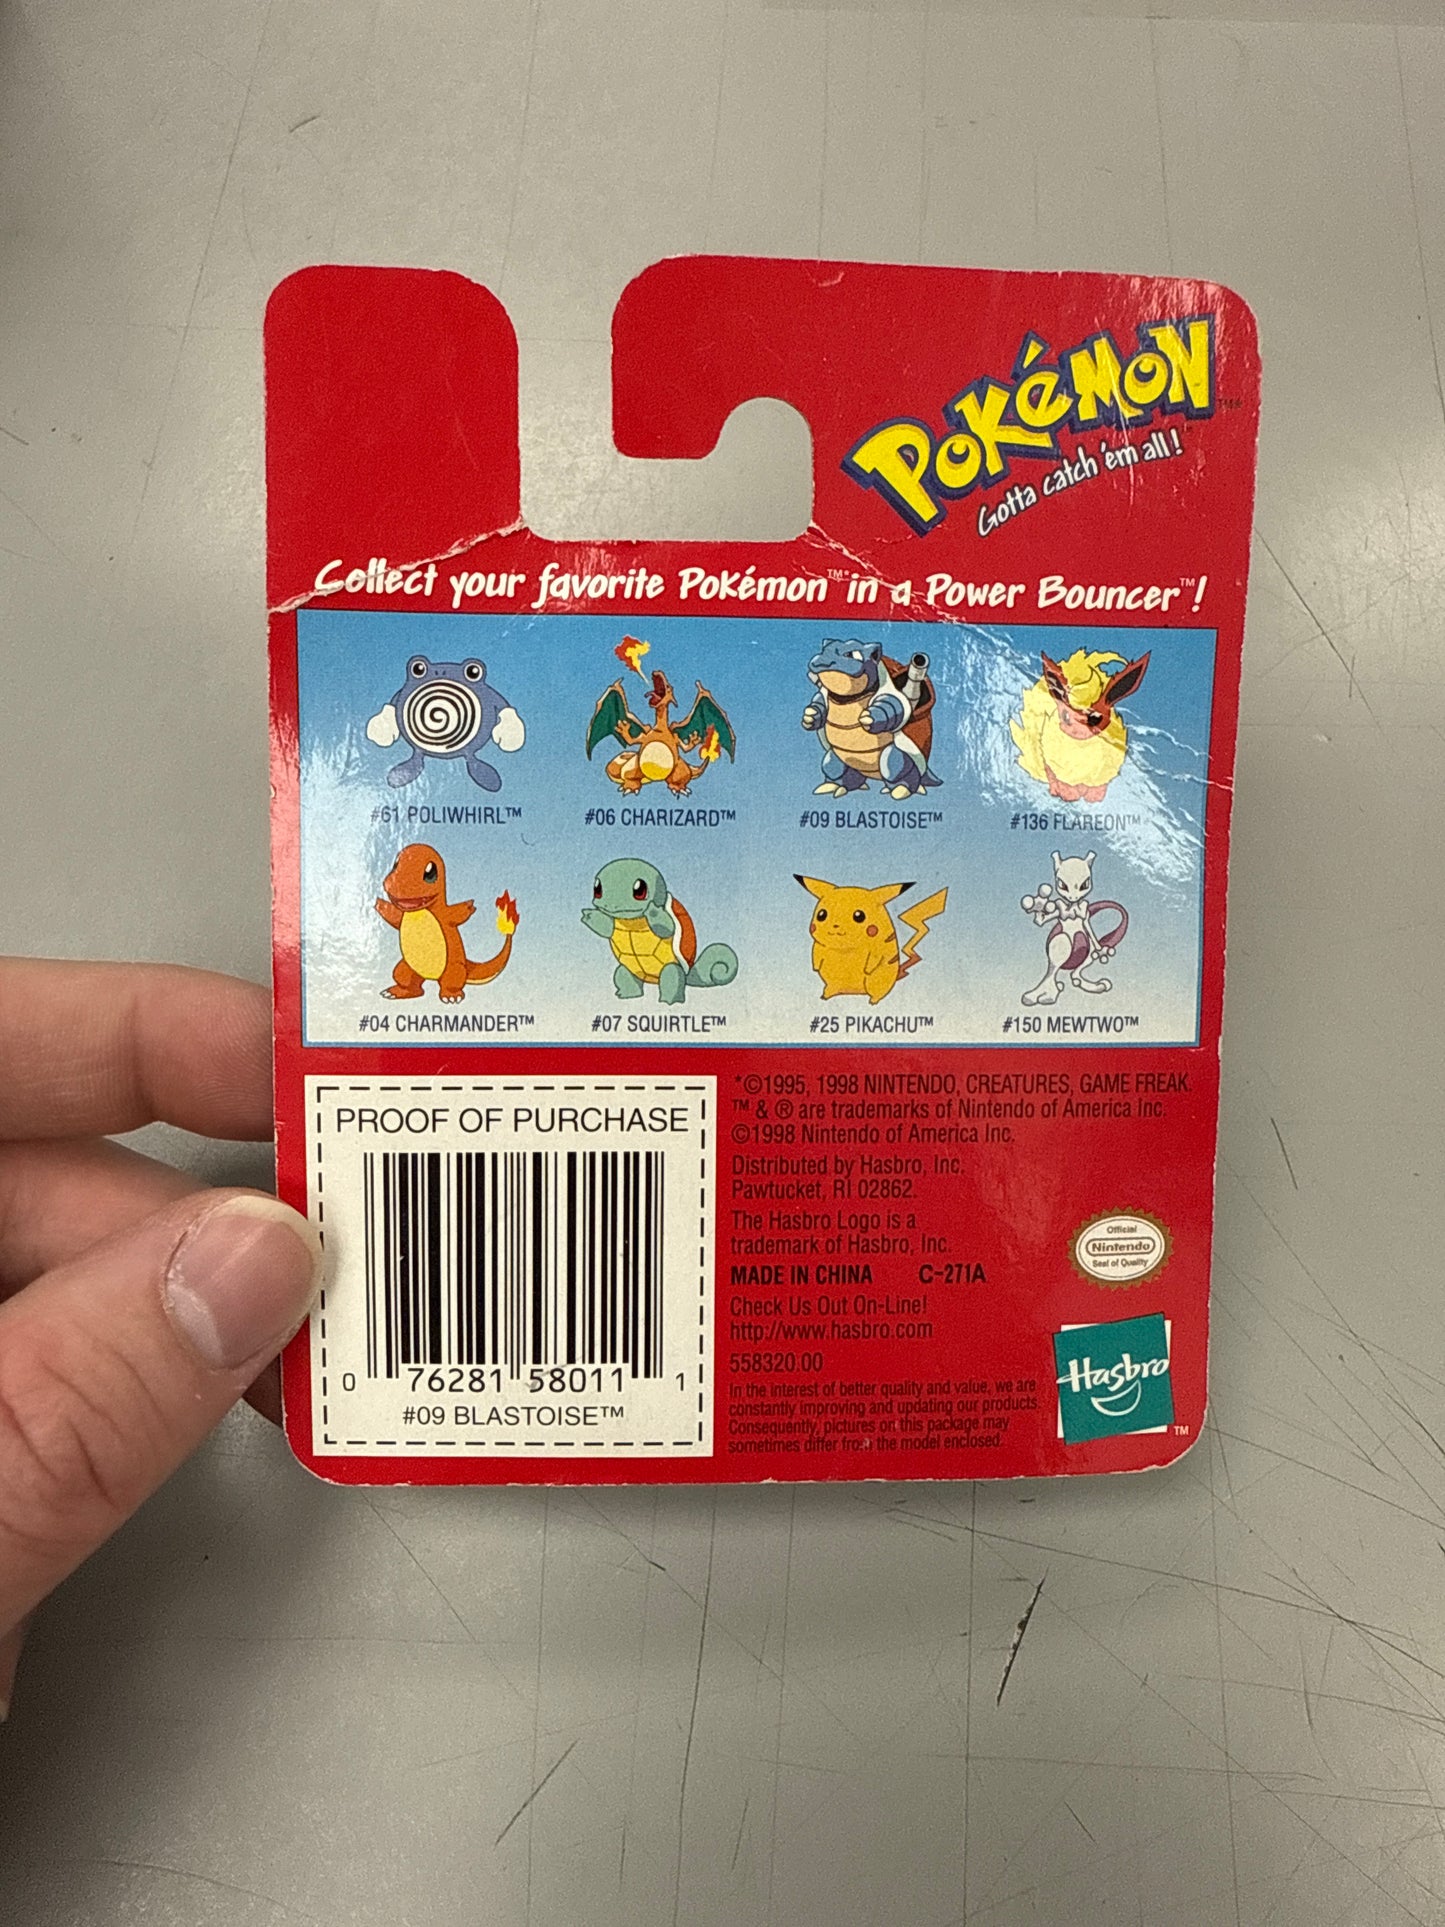 POKéMON™*
Gotta catch 'em all!™
Collect your favorite Pokémon™* in a Power Bouncer™!
#61 POLIWHIRL™
#06 CHARIZARD™
#09 BLASTOISE™
#136 FLAREON™
#04 CHARMANDER™
#07 SQUIRTLE™
#25 PIKACHU™
#150 MEWTWO™
PROOF OF PURCHASE
0 76281 58011 1
#09 BLASTOISE™
*©1995, 1998 NINTENDO, CREATURES, GAME FREAK.
™ & ® are trademarks of Nintendo of America Inc.
©1998 Nintendo of America Inc.
Distributed by Hasbro, Inc.
Pawtucket, RI 02862.
The Hasbro Logo is a
trademark of Hasbro, Inc.
MADE IN CHINA C-271A
Check Us Out On-Line!
http://www.hasbro.com
558320.00
In the interest of better quality and value, we are
constantly improving and updating our products.
Consequently, pictures on this package may
sometimes differ from the model enclosed.
Official
Nintendo
Seal of Quality
Hasbro
™